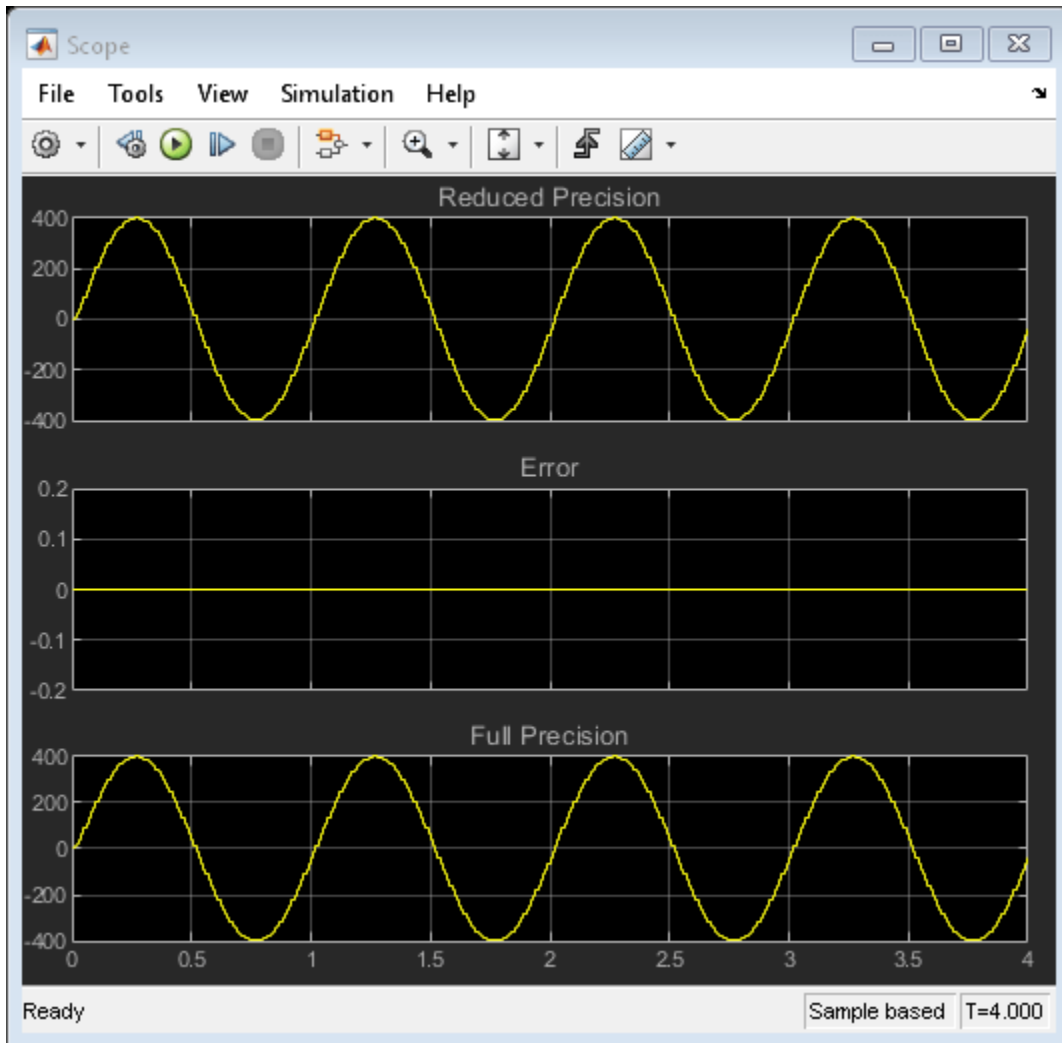 Scope
File Tools View Simulation Help
Reduced Precision
400
200
0
-200
-400
Error
0.2
0.1
0
-0.1
-0.2
Full Precision
400
200
0
-200
-400
0 0.5 1 1.5 2 2.5 3 3.5 4
Ready Sample based T=4.000